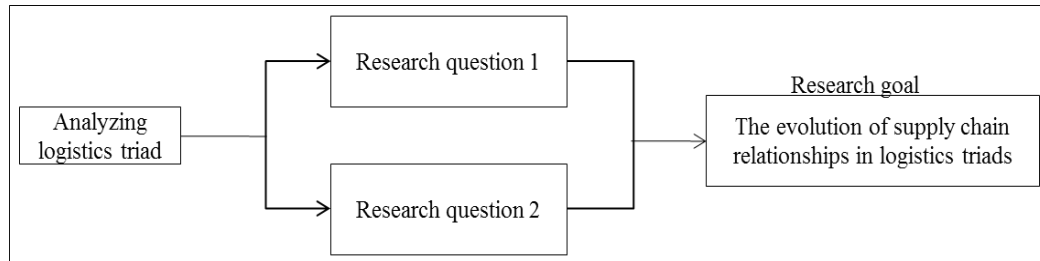 Analyzing
logistics triad
Research question 1
Research question 2
Research goal
The evolution of supply chain
relationships in logistics triads